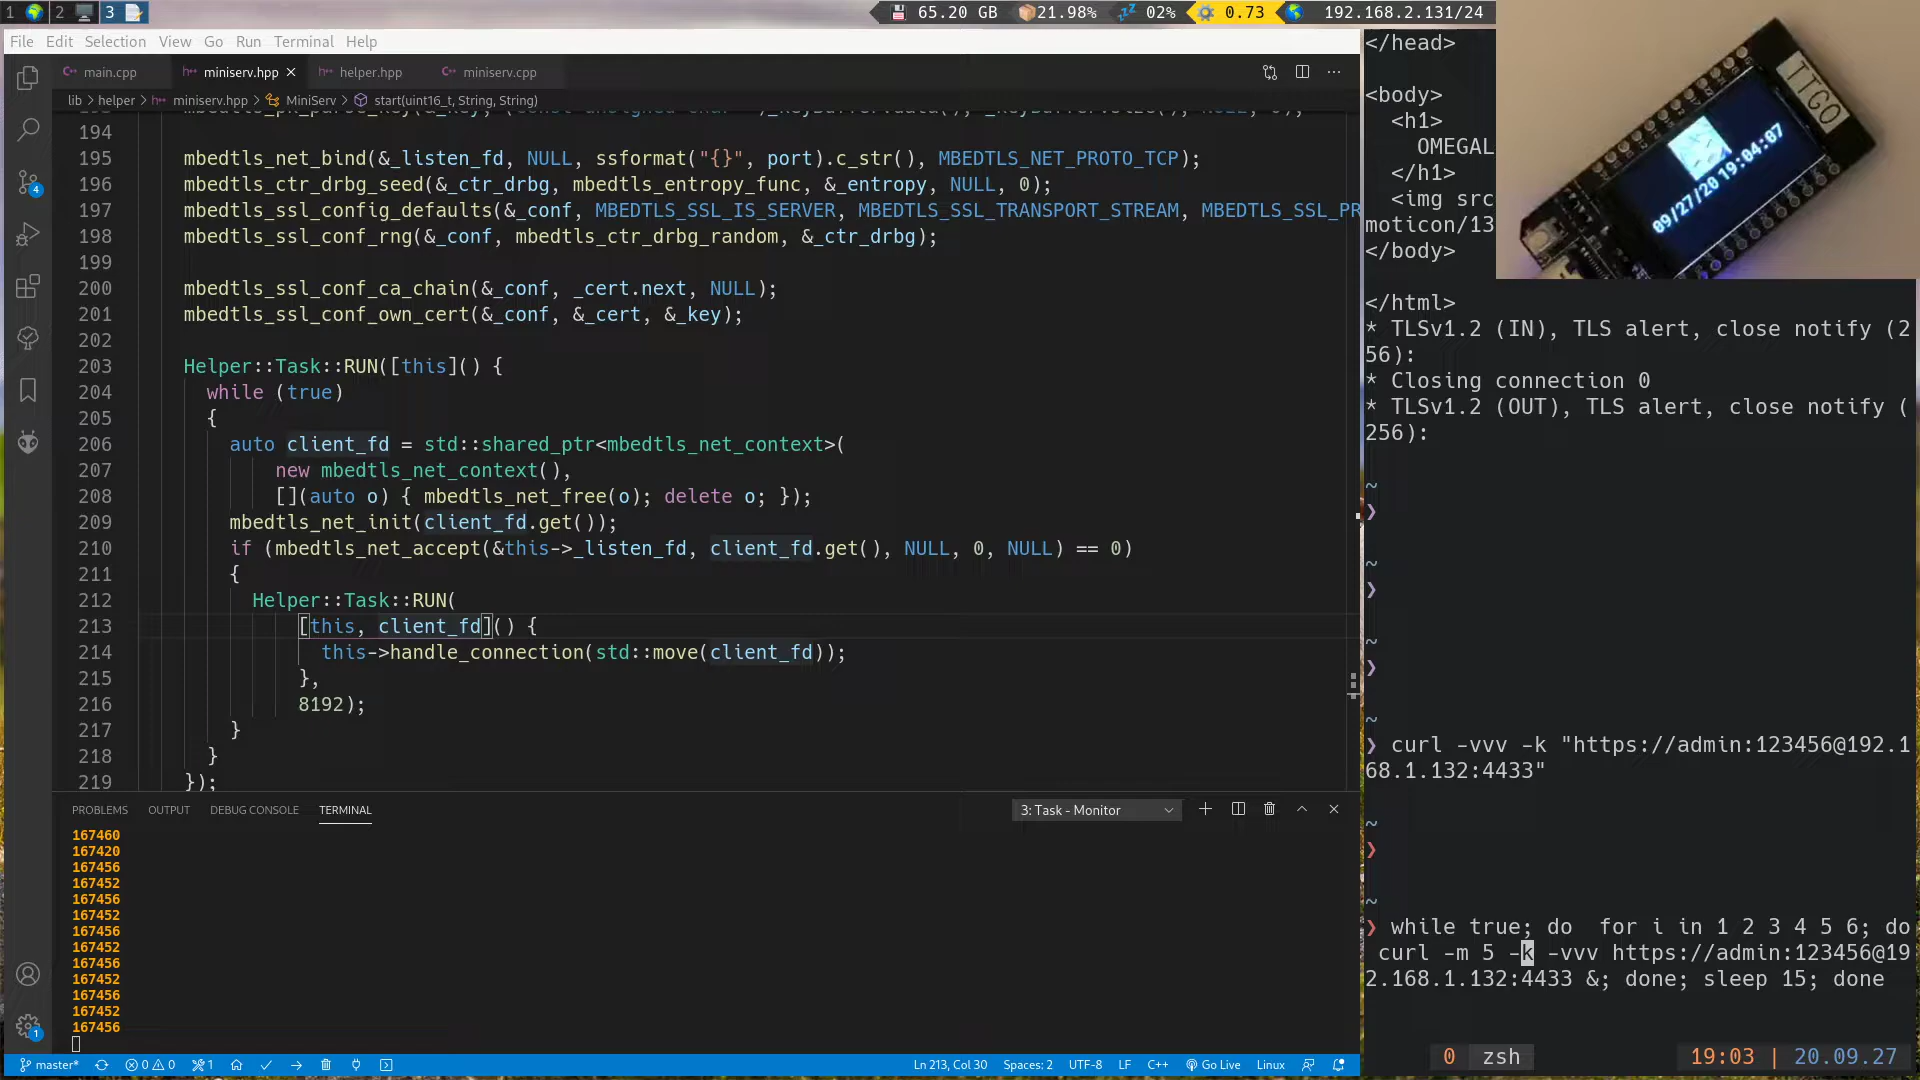 1 2 3
65.20 GB 21.98% 02% 0.73 192.168.2.131/24
File Edit Selection View Go Run Terminal Help
main.cpp miniserv.hpp helper.hpp miniserv.cpp
lib > helper > miniserv.hpp > MiniServ > start(uint16_t, String, String)
194
195 mbedtls_net_bind(&_listen_fd, NULL, ssformat("{}", port).c_str(), MBEDTLS_NET_PROTO_TCP);
196 mbedtls_ctr_drbg_seed(&_ctr_drbg, mbedtls_entropy_func, &_entropy, NULL, 0);
197 mbedtls_ssl_config_defaults(&_conf, MBEDTLS_SSL_IS_SERVER, MBEDTLS_SSL_TRANSPORT_STREAM, MBEDTLS_SSL_PR
198 mbedtls_ssl_conf_rng(&_conf, mbedtls_ctr_drbg_random, &_ctr_drbg);
199
200 mbedtls_ssl_conf_ca_chain(&_conf, _cert.next, NULL);
201 mbedtls_ssl_conf_own_cert(&_conf, &_cert, &_key);
202
203 Helper::Task::RUN([this]() {
204 while (true)
205 {
206 auto client_fd = std::shared_ptr<mbedtls_net_context>(
207 new mbedtls_net_context(),
208 [](auto o) { mbedtls_net_free(o); delete o; });
209 mbedtls_net_init(client_fd.get());
210 if (mbedtls_net_accept(&this->_listen_fd, client_fd.get(), NULL, 0, NULL) == 0)
211 {
212 Helper::Task::RUN(
213 [this, client_fd]() {
214 this->handle_connection(std::move(client_fd));
215 },
216 8192);
217 }
218 }
219 });
PROBLEMS OUTPUT DEBUG CONSOLE TERMINAL 3: Task - Monitor
167460
167420
167456
167452
167456
167452
167456
167452
167456
167452
167456
167452
167456
4
1
master* 0 0 1 Ln 213, Col 30 Spaces: 2 UTF-8 LF C++ Go Live Linux
</head>
<body>
<h1>
OMEGAL
</h1>
<img src
moticon/13
</body>
</html>
* TLSv1.2 (IN), TLS alert, close notify (2
56):
* Closing connection 0
* TLSv1.2 (OUT), TLS alert, close notify (
256):
~
❯
~
❯
~
❯
~
❯ curl -vvv -k "https://admin:123456@192.1
68.1.132:4433"
~
❯
~
❯ while true; do for i in 1 2 3 4 5 6; do
curl -m 5 -k -vvv https://admin:123456@19
2.168.1.132:4433 &; done; sleep 15; done
0 zsh 19:03 | 20.09.27
TTGO
09/27/20 19:04:07